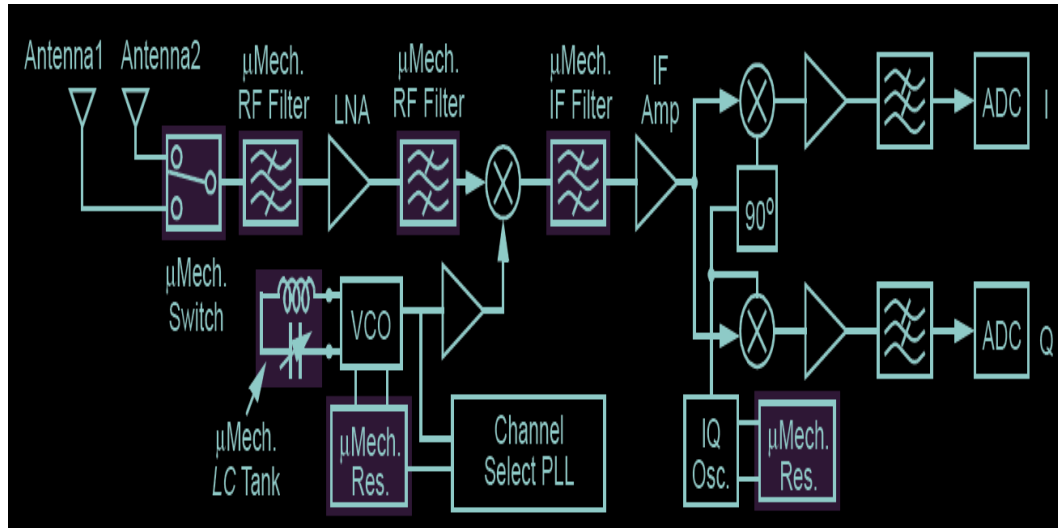 Antenna1
Antenna2
μMech.
RF Filter
LNA
μMech.
RF Filter
μMech.
IF Filter
IF
Amp
ADC
I
90º
μMech.
Switch
VCO
μMech.
LC Tank
μMech.
Res.
Channel
Select PLL
IQ
Osc.
μMech.
Res.
ADC
Q